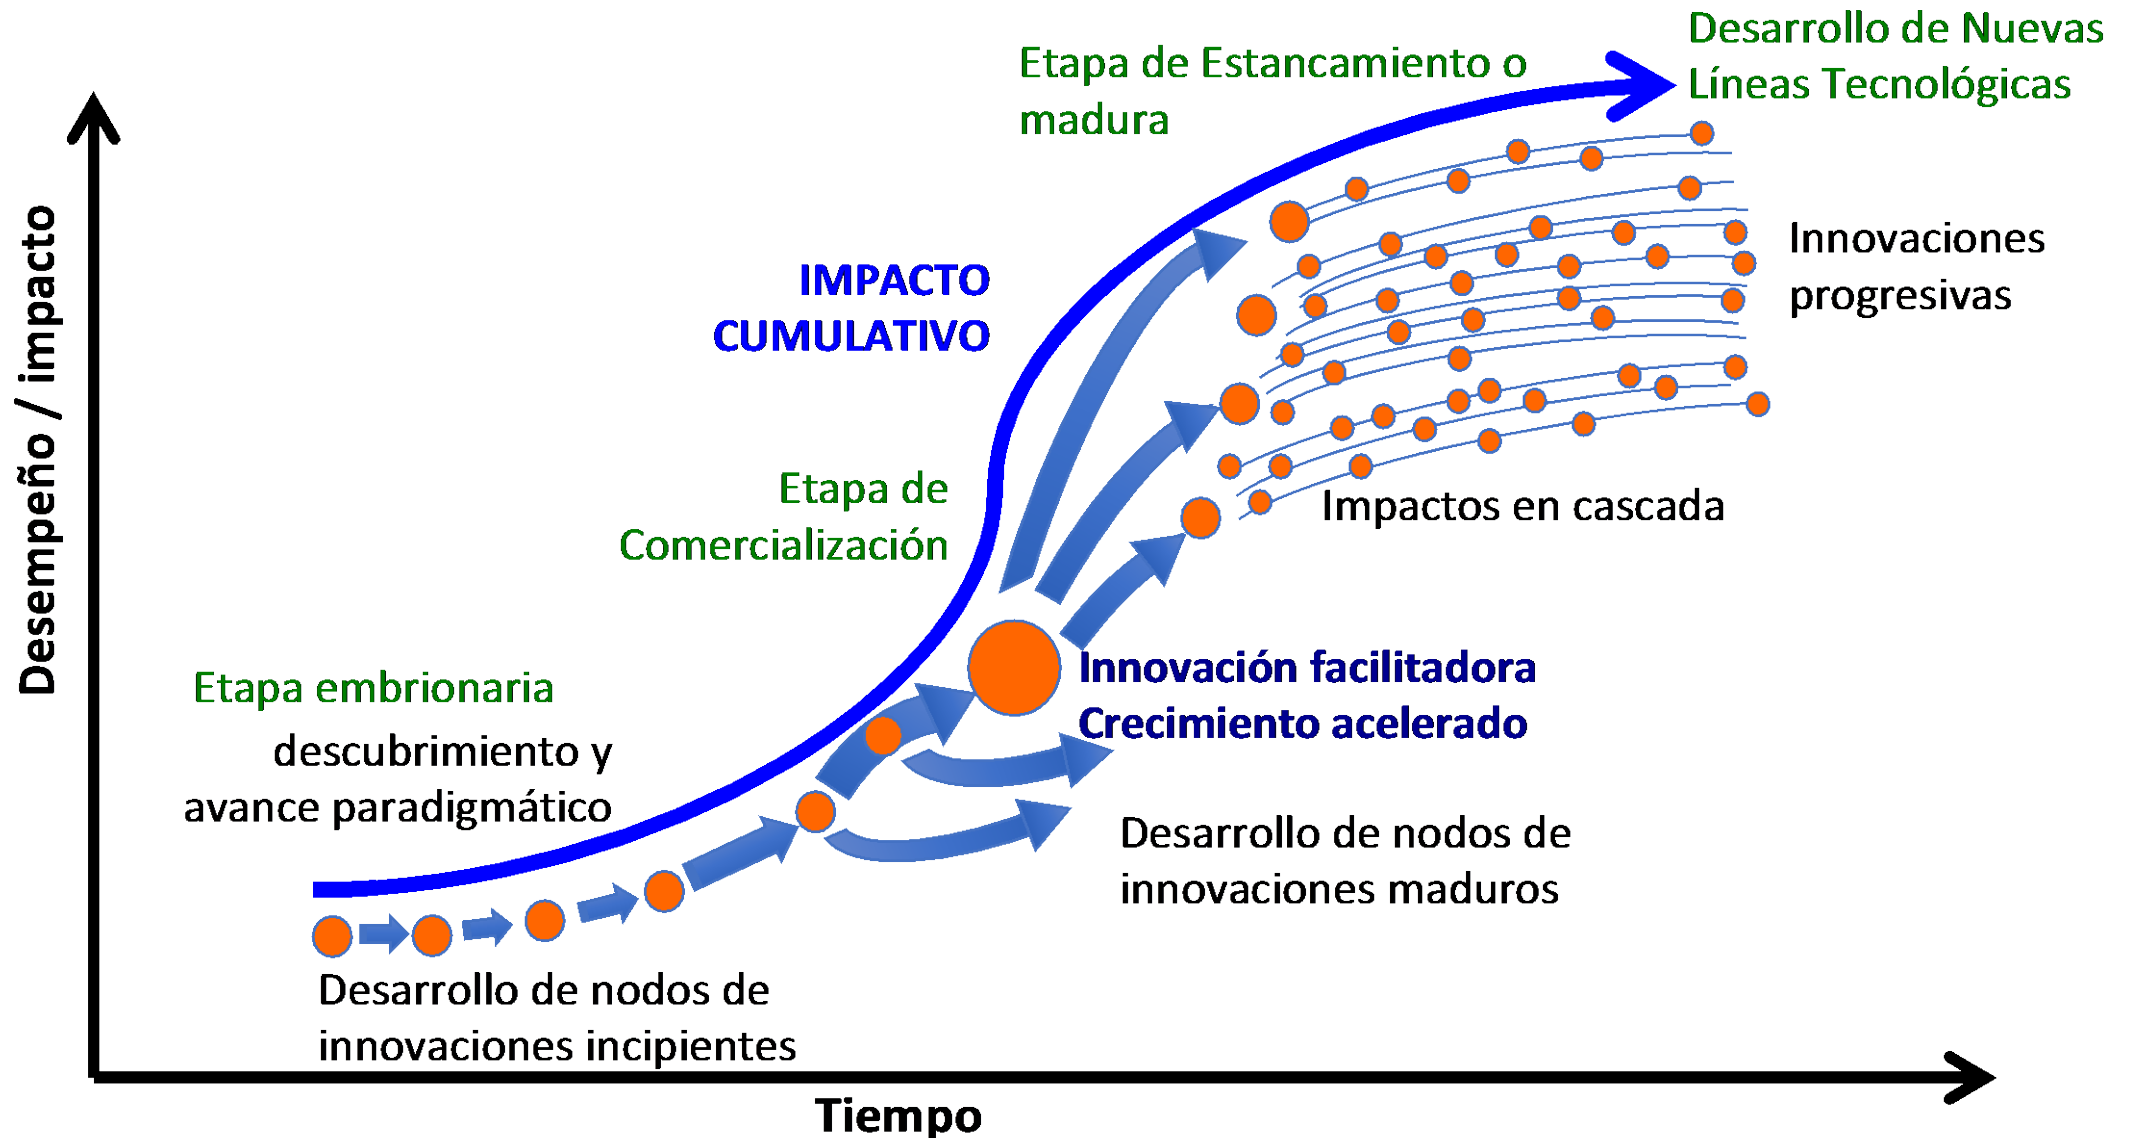 Desarrollo de Nuevas
Líneas Tecnológicas
Etapa de Estancamiento o
madura
Innovaciones
progresivas
IMPACTO
CUMULATIVO
Desempeño / impacto
Etapa de
Comercialización
Impactos en cascada
Innovación facilitadora
Crecimiento acelerado
Etapa embrionaria
descubrimiento y
avance paradigmático
Desarrollo de nodos de
innovaciones maduros
Desarrollo de nodos de
innovaciones incipientes
Tiempo